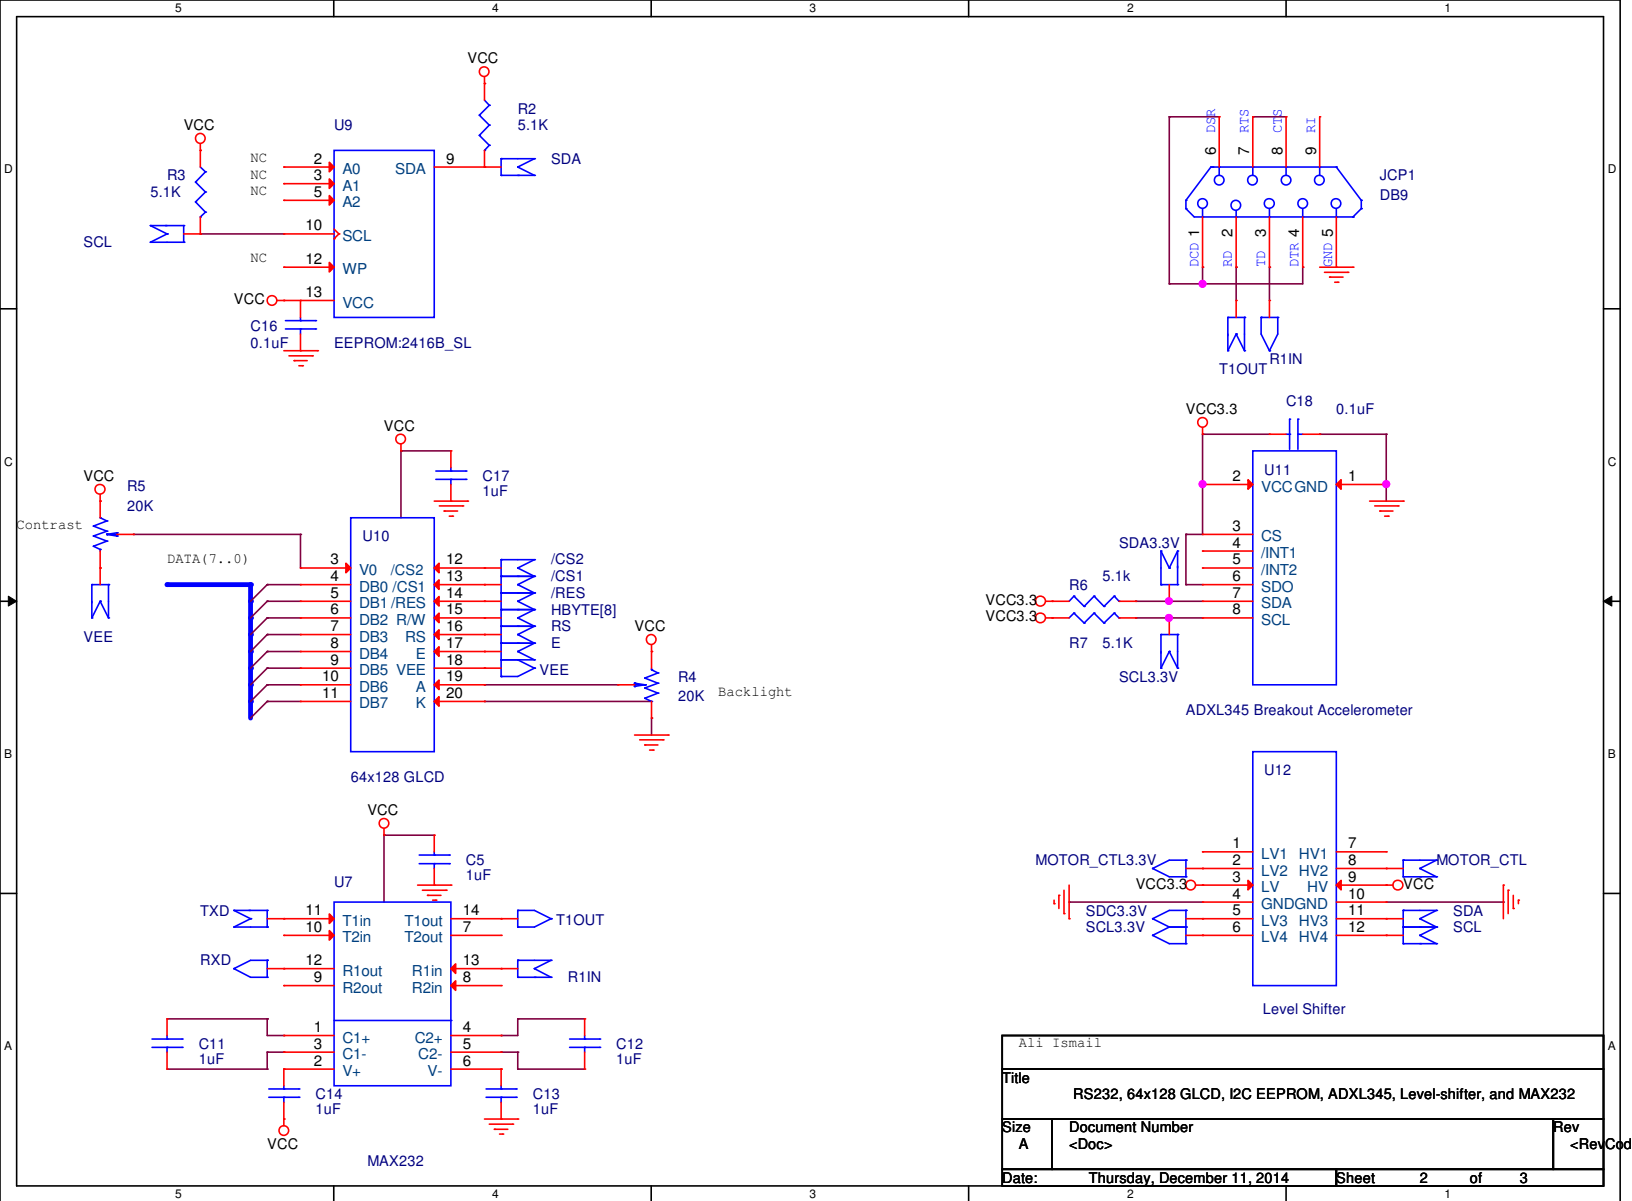 5 4 3 2 1
D
C
B
A
VCC
R2
5.1K
VCC
R3
5.1K
SCL
U9
NC 2 A0
NC 3 A1
NC 5 A2
10 SCL
NC 12 WP
VCC 13 VCC
SDA 9 SDA
C16
0.1uF
EEPROM:2416B_SL
DSR RTS CTS RI
6 7 8 9
JCP1
DB9
1 2 3 4 5
DCD RD TD DTR GND
T1OUT R1IN
VCC
C17
1uF
VCC
R5
20K
Contrast
VEE
DATA(7..0)
U10
3 V0 /CS2 12 /CS2
4 DB0 /CS1 13 /CS1
5 DB1 /RES 14 /RES
6 DB2 R/W 15 HBYTE[8]
7 DB3 RS 16 RS
8 DB4 E 17 E
9 DB5 VEE 18 VEE
10 DB6 A 19
11 DB7 K 20
VCC
R4
20K
Backlight
64x128 GLCD
VCC3.3
C18
0.1uF
U11
2 VCC GND 1
3 CS
4 /INT1
5 /INT2
6 SDO
7 SDA
8 SCL
SDA3.3V
R6 5.1k
VCC3.3
VCC3.3
R7 5.1K
SCL3.3V
ADXL345 Breakout Accelerometer
VCC
C5
1uF
U7
TXD 11 T1in T1out 14 T1OUT
10 T2in T2out 7
RXD 12 R1out R1in 13 R1IN
9 R2out R2in 8
1 C1+ C2+ 4
3 C1- C2- 5
2 V+ V- 6
C11
1uF
C12
1uF
C14
1uF
C13
1uF
VCC
MAX232
U12
1 LV1 HV1 7
MOTOR_CTL3.3V 2 LV2 HV2 8 MOTOR_CTL
VCC3.3 3 LV HV 9 VCC
4 GND GND 10
SDC3.3V 5 LV3 HV3 11 SDA
SCL3.3V 6 LV4 HV4 12 SCL
Level Shifter
Ali Ismail
Title
RS232, 64x128 GLCD, I2C EEPROM, ADXL345, Level-shifter, and MAX232
Size Document Number Rev
A <Doc> <RevCod
Date: Thursday, December 11, 2014 Sheet 2 of 3
D
C
B
A
5 4 3 2 1